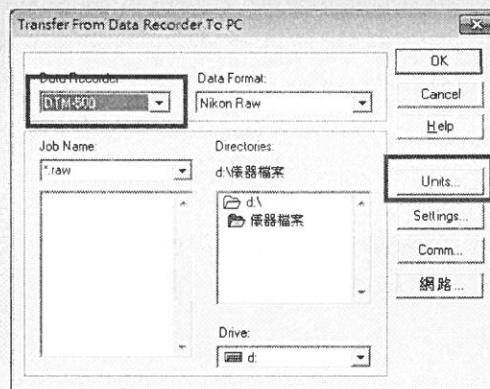 Transfer From Data Recorder To PC
Data Recorder
DTM-500
Data Format:
Nikon Raw
Job Name:
*.raw
Directories:
d:\儀器檔案
d:\
儀器檔案
Drive:
d:
OK
Cancel
Help
Units...
Settings...
Comm...
網路...